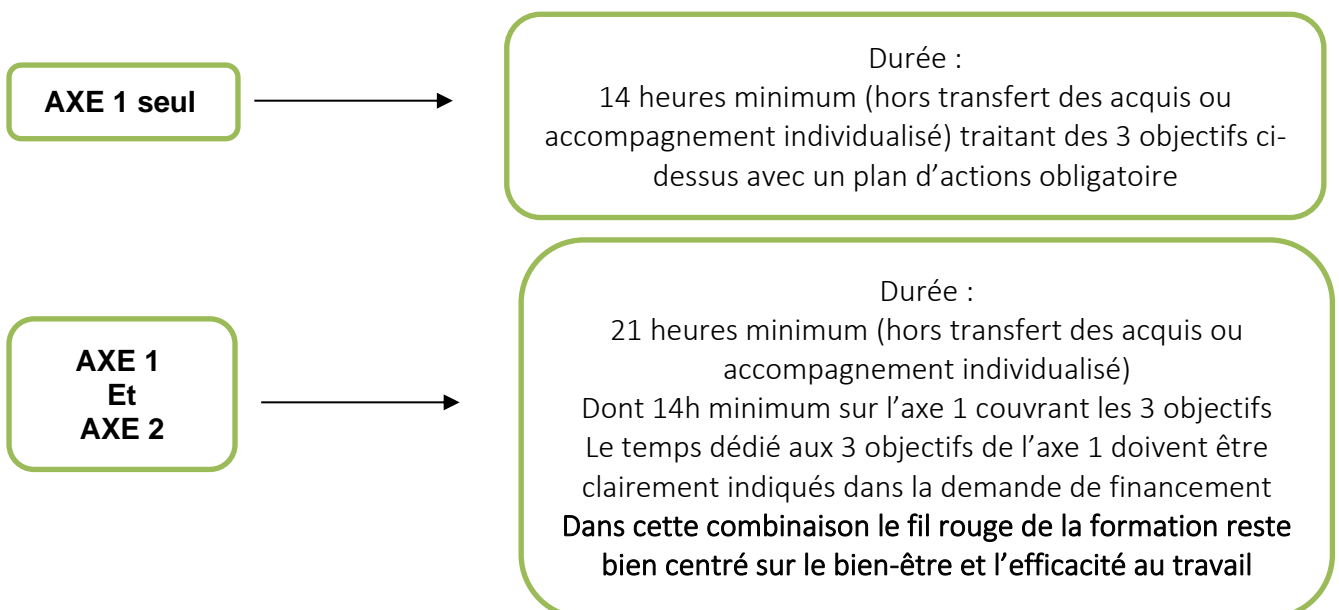 AXE 1 seul
Durée :
14 heures minimum (hors transfert des acquis ou
accompagnement individualisé) traitant des 3 objectifs ci-
dessus avec un plan d’actions obligatoire
AXE 1
Et
AXE 2
Durée :
21 heures minimum (hors transfert des acquis ou
accompagnement individualisé)
Dont 14h minimum sur l’axe 1 couvrant les 3 objectifs
Le temps dédié aux 3 objectifs de l’axe 1 doivent être
clairement indiqués dans la demande de financement
Dans cette combinaison le fil rouge de la formation reste
bien centré sur le bien-être et l’efficacité au travail